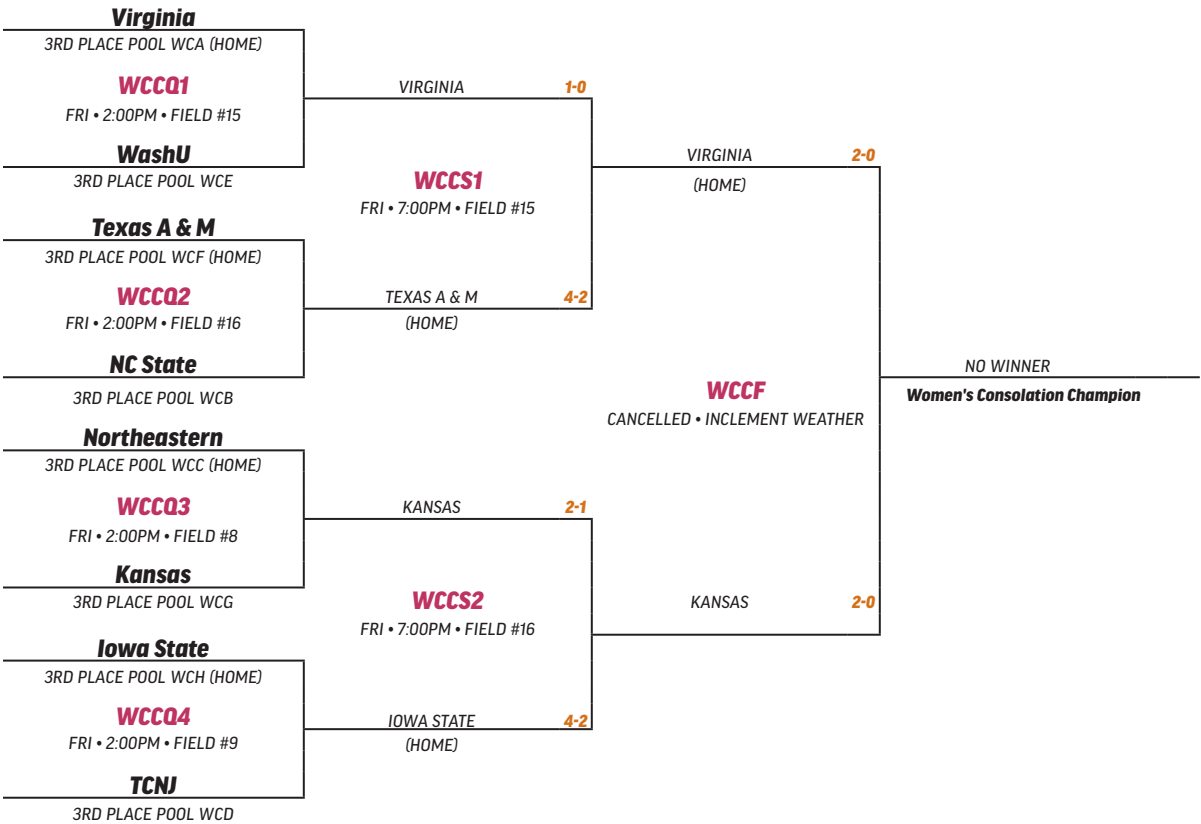 Virginia
3RD PLACE POOL WCA (HOME)
WCCQ1
FRI • 2:00PM • FIELD #15
WashU
3RD PLACE POOL WCE
Texas A & M
3RD PLACE POOL WCF (HOME)
WCCQ2
FRI • 2:00PM • FIELD #16
NC State
3RD PLACE POOL WCB
Northeastern
3RD PLACE POOL WCC (HOME)
WCCQ3
FRI • 2:00PM • FIELD #8
Kansas
3RD PLACE POOL WCG
Iowa State
3RD PLACE POOL WCH (HOME)
WCCQ4
FRI • 2:00PM • FIELD #9
TCNJ
3RD PLACE POOL WCD
VIRGINIA 1-0
WCCS1
FRI • 7:00PM • FIELD #15
TEXAS A & M 4-2
(HOME)
KANSAS 2-1
WCCS2
FRI • 7:00PM • FIELD #16
IOWA STATE 4-2
(HOME)
VIRGINIA 2-0
(HOME)
WCCF
CANCELLED • INCLEMENT WEATHER
KANSAS 2-0
NO WINNER
Women's Consolation Champion